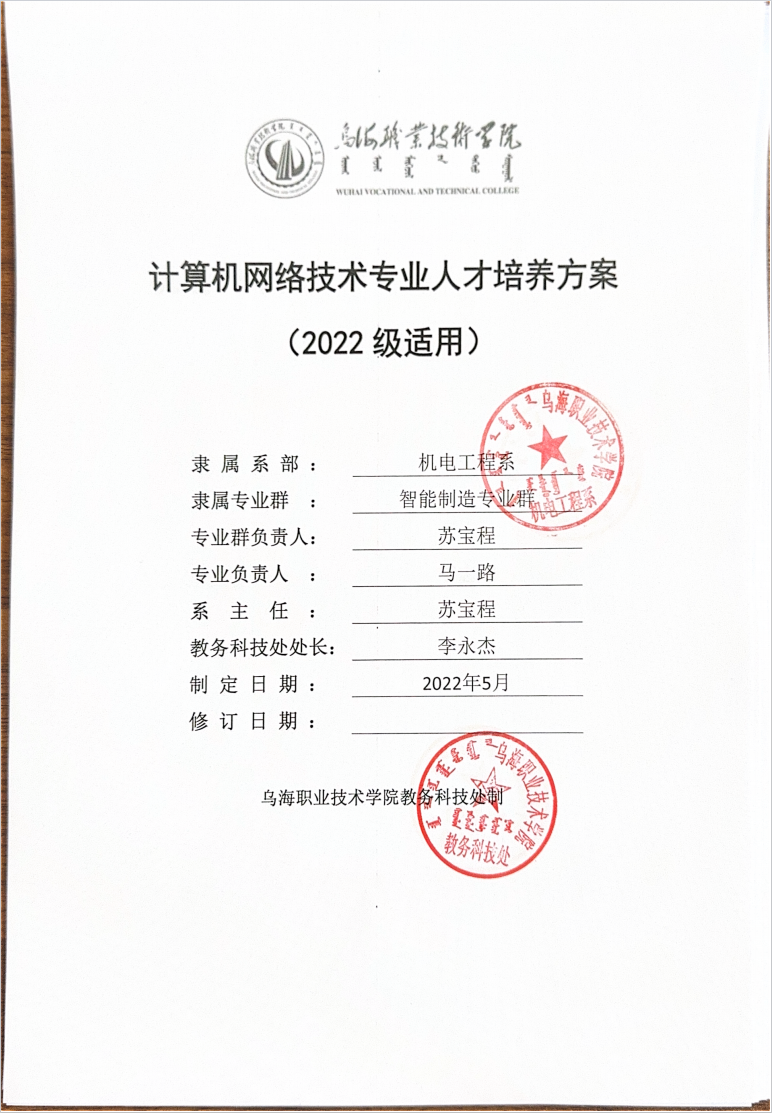 乌海职业技术学院
WUHAI VOCATIONAL AND TECHNICAL COLLEGE
计算机网络技术专业人才培养方案
（2022 级适用）
隶属系部： 机电工程系
隶属专业群： 智能制造专业群
专业群负责人： 苏宝程
专业负责人： 马一路
系主任： 苏宝程
教务科技处处长： 李永杰
制定日期： 2022年5月
修订日期：
乌海职业技术学院教务科技处制
乌海职业技术学院
机电工程系
乌海职业技术学院
教务科技处